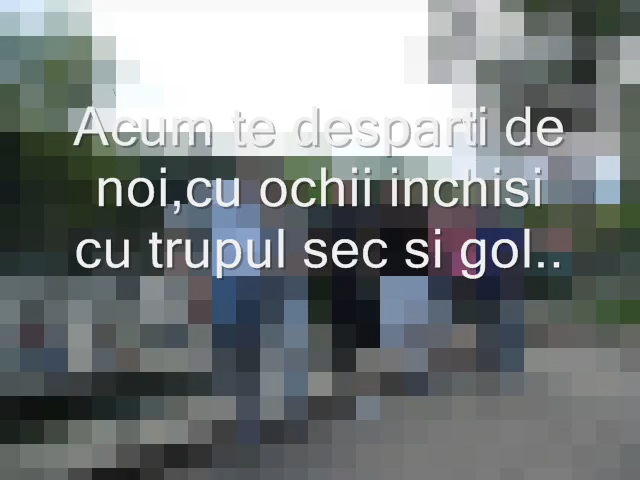 Acum te desparti de
noi,cu ochii inchisi
cu trupul sec si gol..